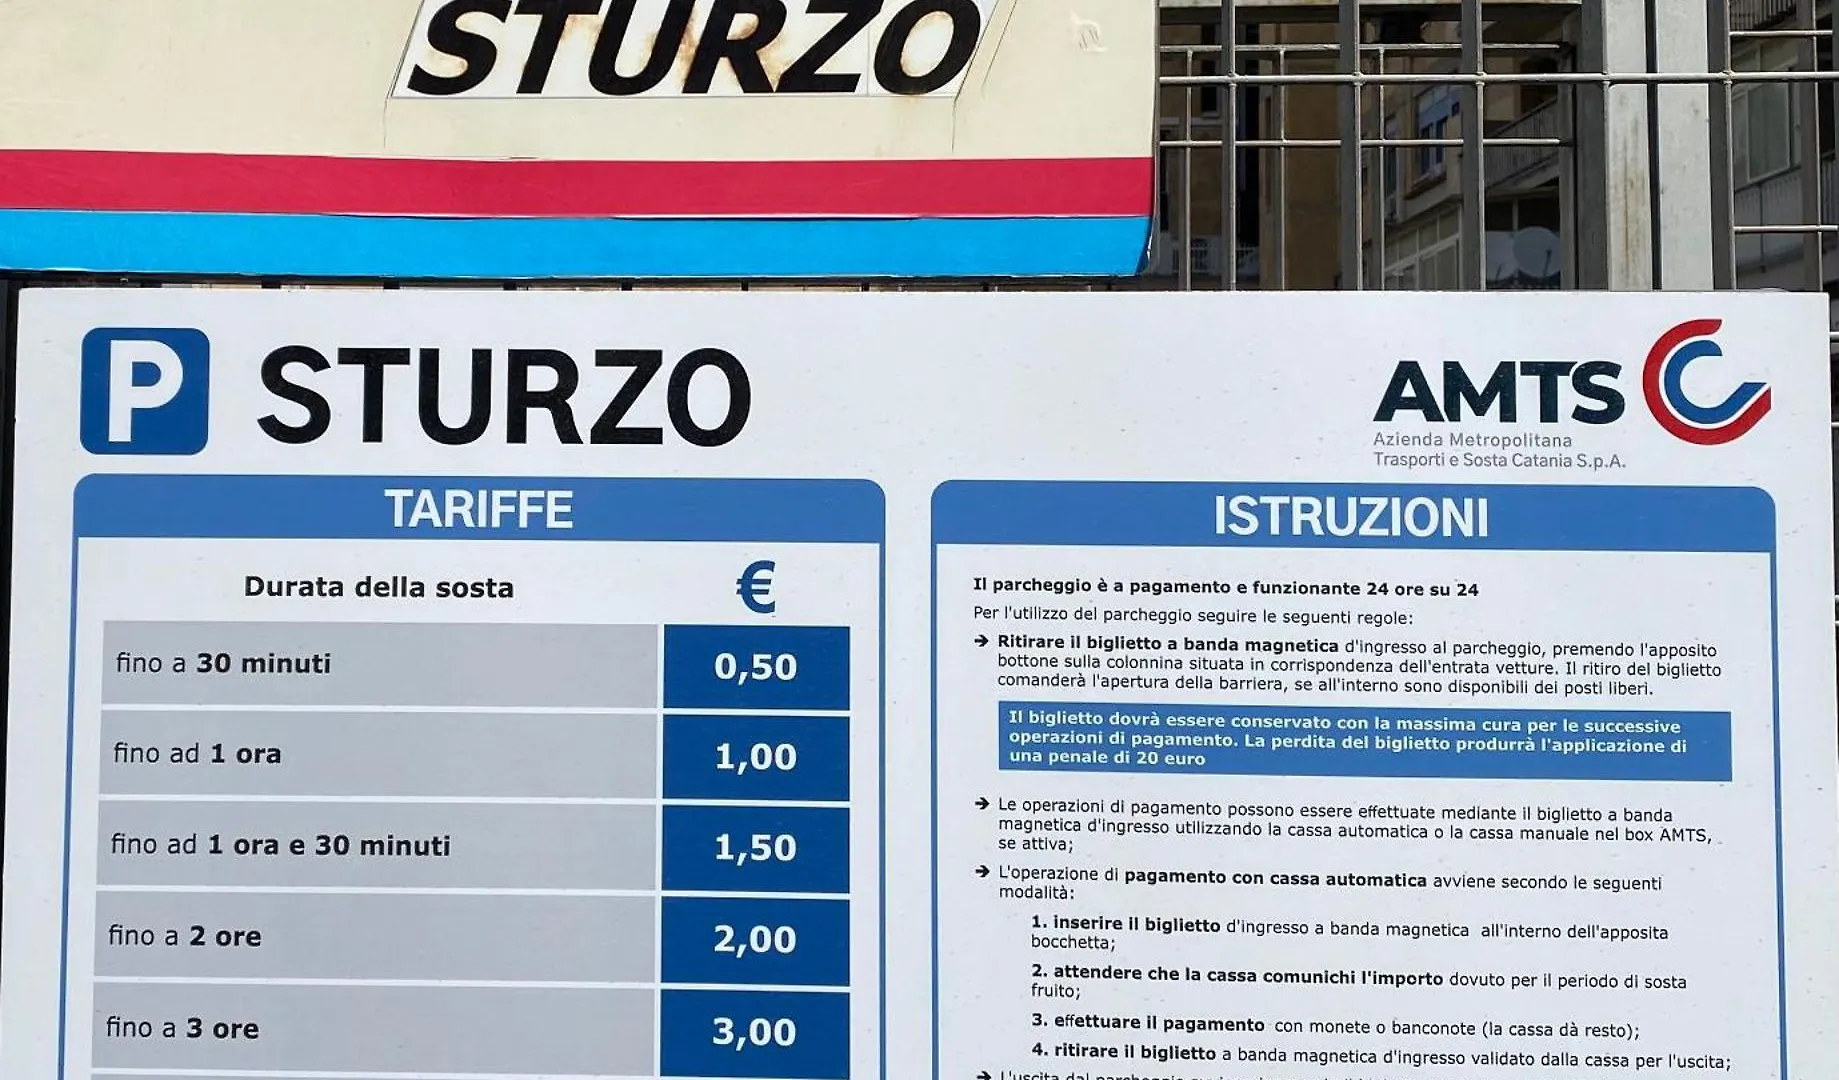 STURZO
P STURZO
AMTS
Azienda Metropolitana
Trasporti e Sosta Catania S.p.A.
TARIFFE
Durata della sosta €
fino a 30 minuti 0,50
fino ad 1 ora 1,00
fino ad 1 ora e 30 minuti 1,50
fino a 2 ore 2,00
fino a 3 ore 3,00
ISTRUZIONI
Il parcheggio è a pagamento e funzionante 24 ore su 24
Per l'utilizzo del parcheggio seguire le seguenti regole:
➔ Ritirare il biglietto a banda magnetica d'ingresso al parcheggio, premendo l'apposito
bottone sulla colonnina situata in corrispondenza dell'entrata vetture. Il ritiro del biglietto
comanderà l'apertura della barriera, se all'interno sono disponibili dei posti liberi.
Il biglietto dovrà essere conservato con la massima cura per le successive
operazioni di pagamento. La perdita del biglietto produrrà l'applicazione di
una penale di 20 euro
➔ Le operazioni di pagamento possono essere effettuate mediante il biglietto a banda
magnetica d'ingresso utilizzando la cassa automatica o la cassa manuale nel box AMTS,
se attiva;
➔ L'operazione di pagamento con cassa automatica avviene secondo le seguenti
modalità:
1. inserire il biglietto d'ingresso a banda magnetica all'interno dell'apposita
bocchetta;
2. attendere che la cassa comunichi l'importo dovuto per il periodo di sosta
fruito;
3. effettuare il pagamento con monete o banconote (la cassa dà resto);
4. ritirare il biglietto a banda magnetica d'ingresso validato dalla cassa per l'uscita;
➔ L'uscita dal parcheggio